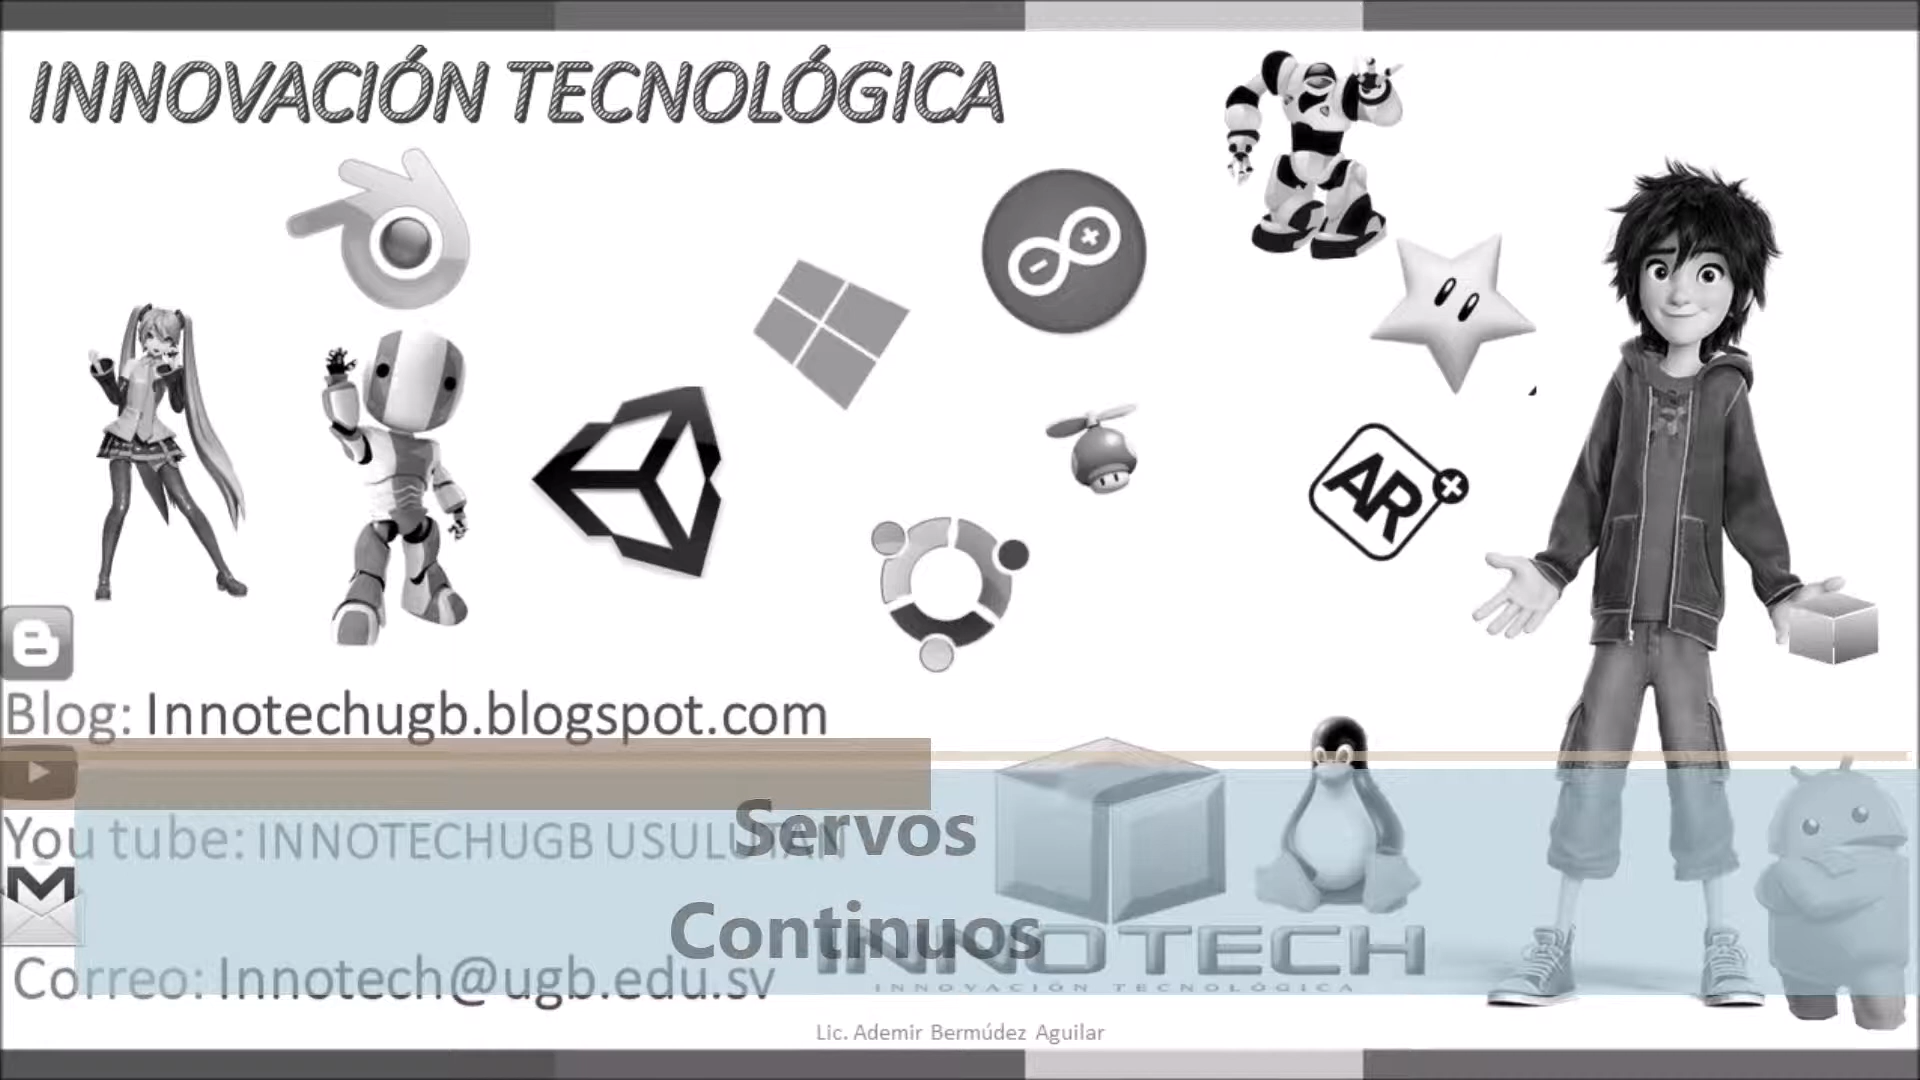 INNOVACIÓN TECNOLÓGICA
AR
Blog: Innotechugb.blogspot.com
You tube: INNOTECHUGB USULUTAN
Servos
Continuos
Correo: Innotech@ugb.edu.sv
INNOTECH
INNOVACIÓN TECNOLÓGICA
Lic. Ademir Bermúdez Aguilar